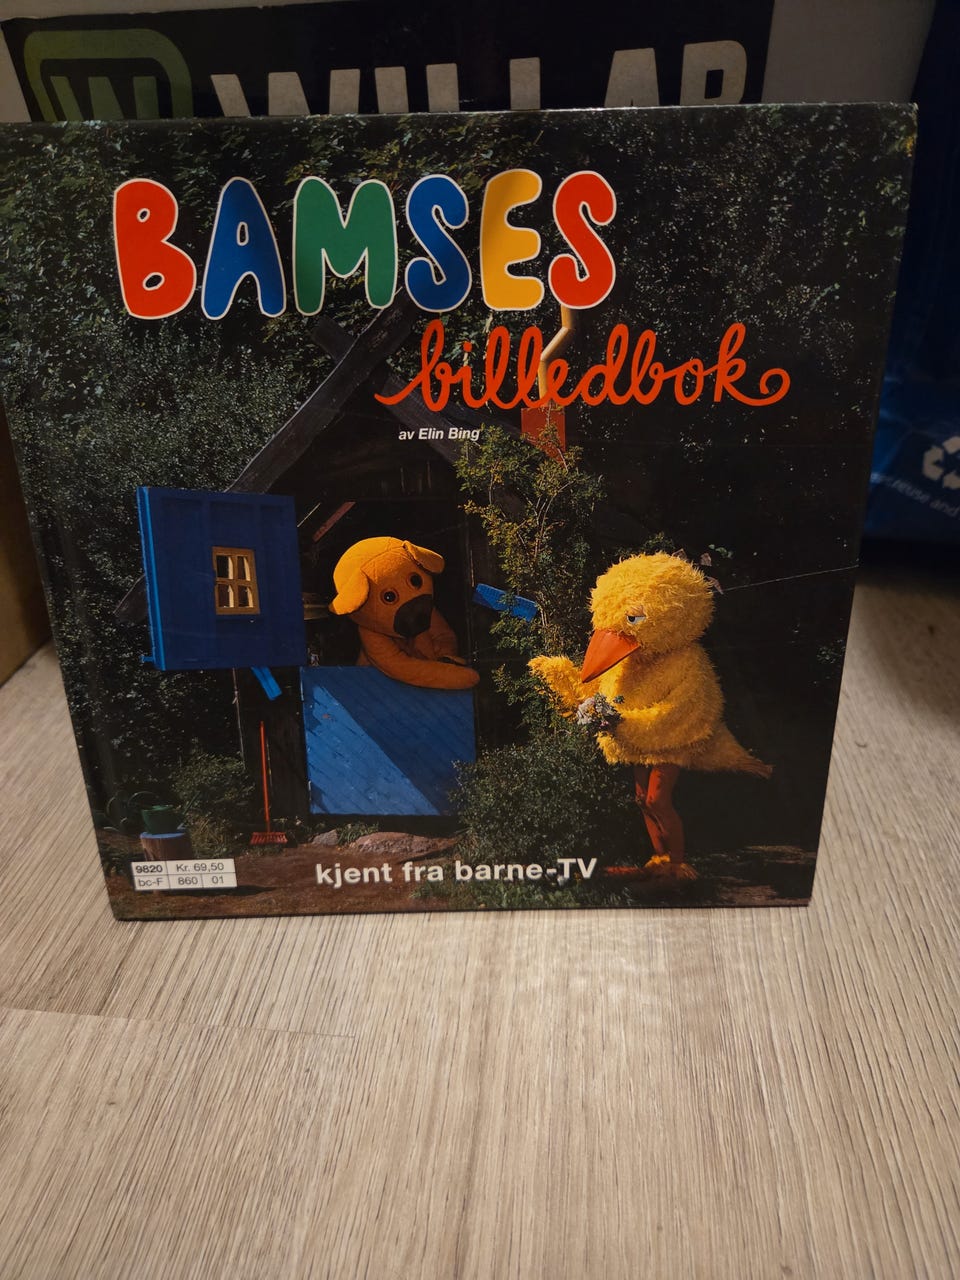 BAMSES
billedbok
av Elin Bing
9820 Kr. 69,50
bc-F 860 01
kjent fra barne-TV